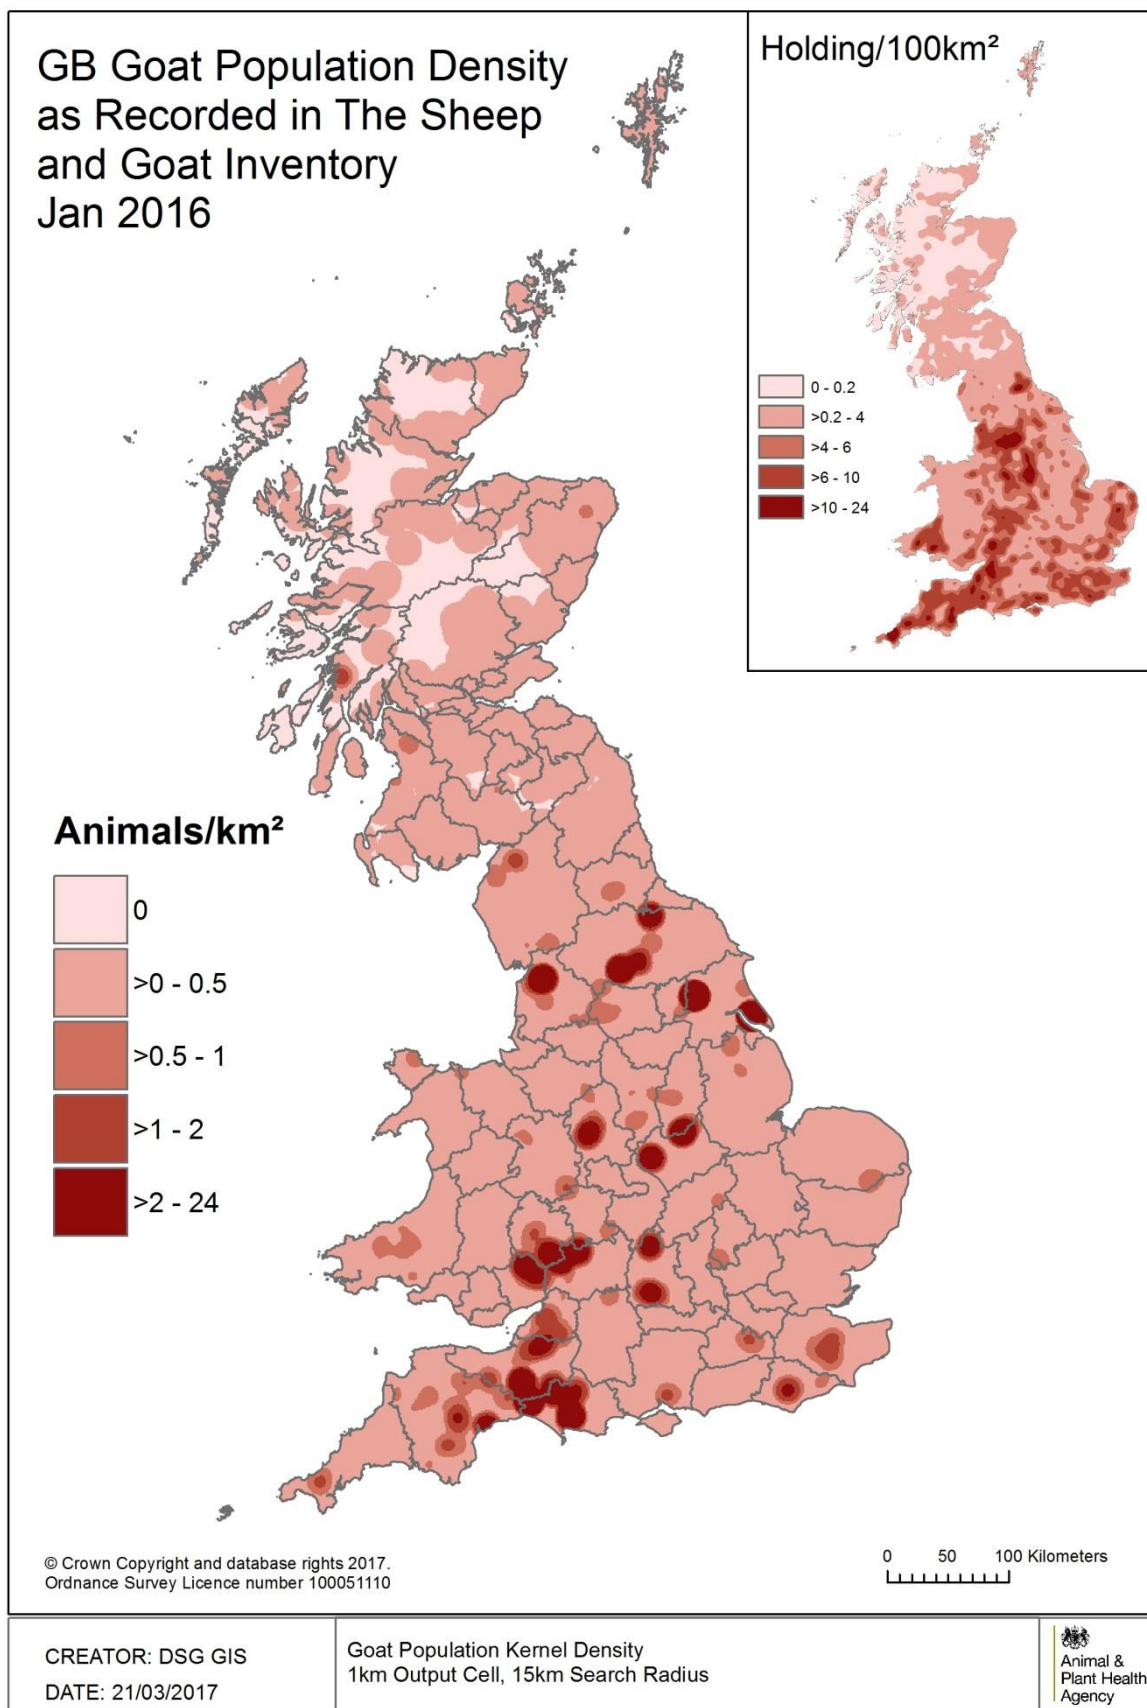 GB Goat Population Density
as Recorded in The Sheep
and Goat Inventory
Jan 2016
Holding/100km²
0 - 0.2
>0.2 - 4
>4 - 6
>6 - 10
>10 - 24
Animals/km²
0
>0 - 0.5
>0.5 - 1
>1 - 2
>2 - 24
© Crown Copyright and database rights 2017.
Ordnance Survey Licence number 100051110
0 50 100 Kilometers
CREATOR: DSG GIS
DATE: 21/03/2017
Goat Population Kernel Density
1km Output Cell, 15km Search Radius
Animal &
Plant Health
Agency